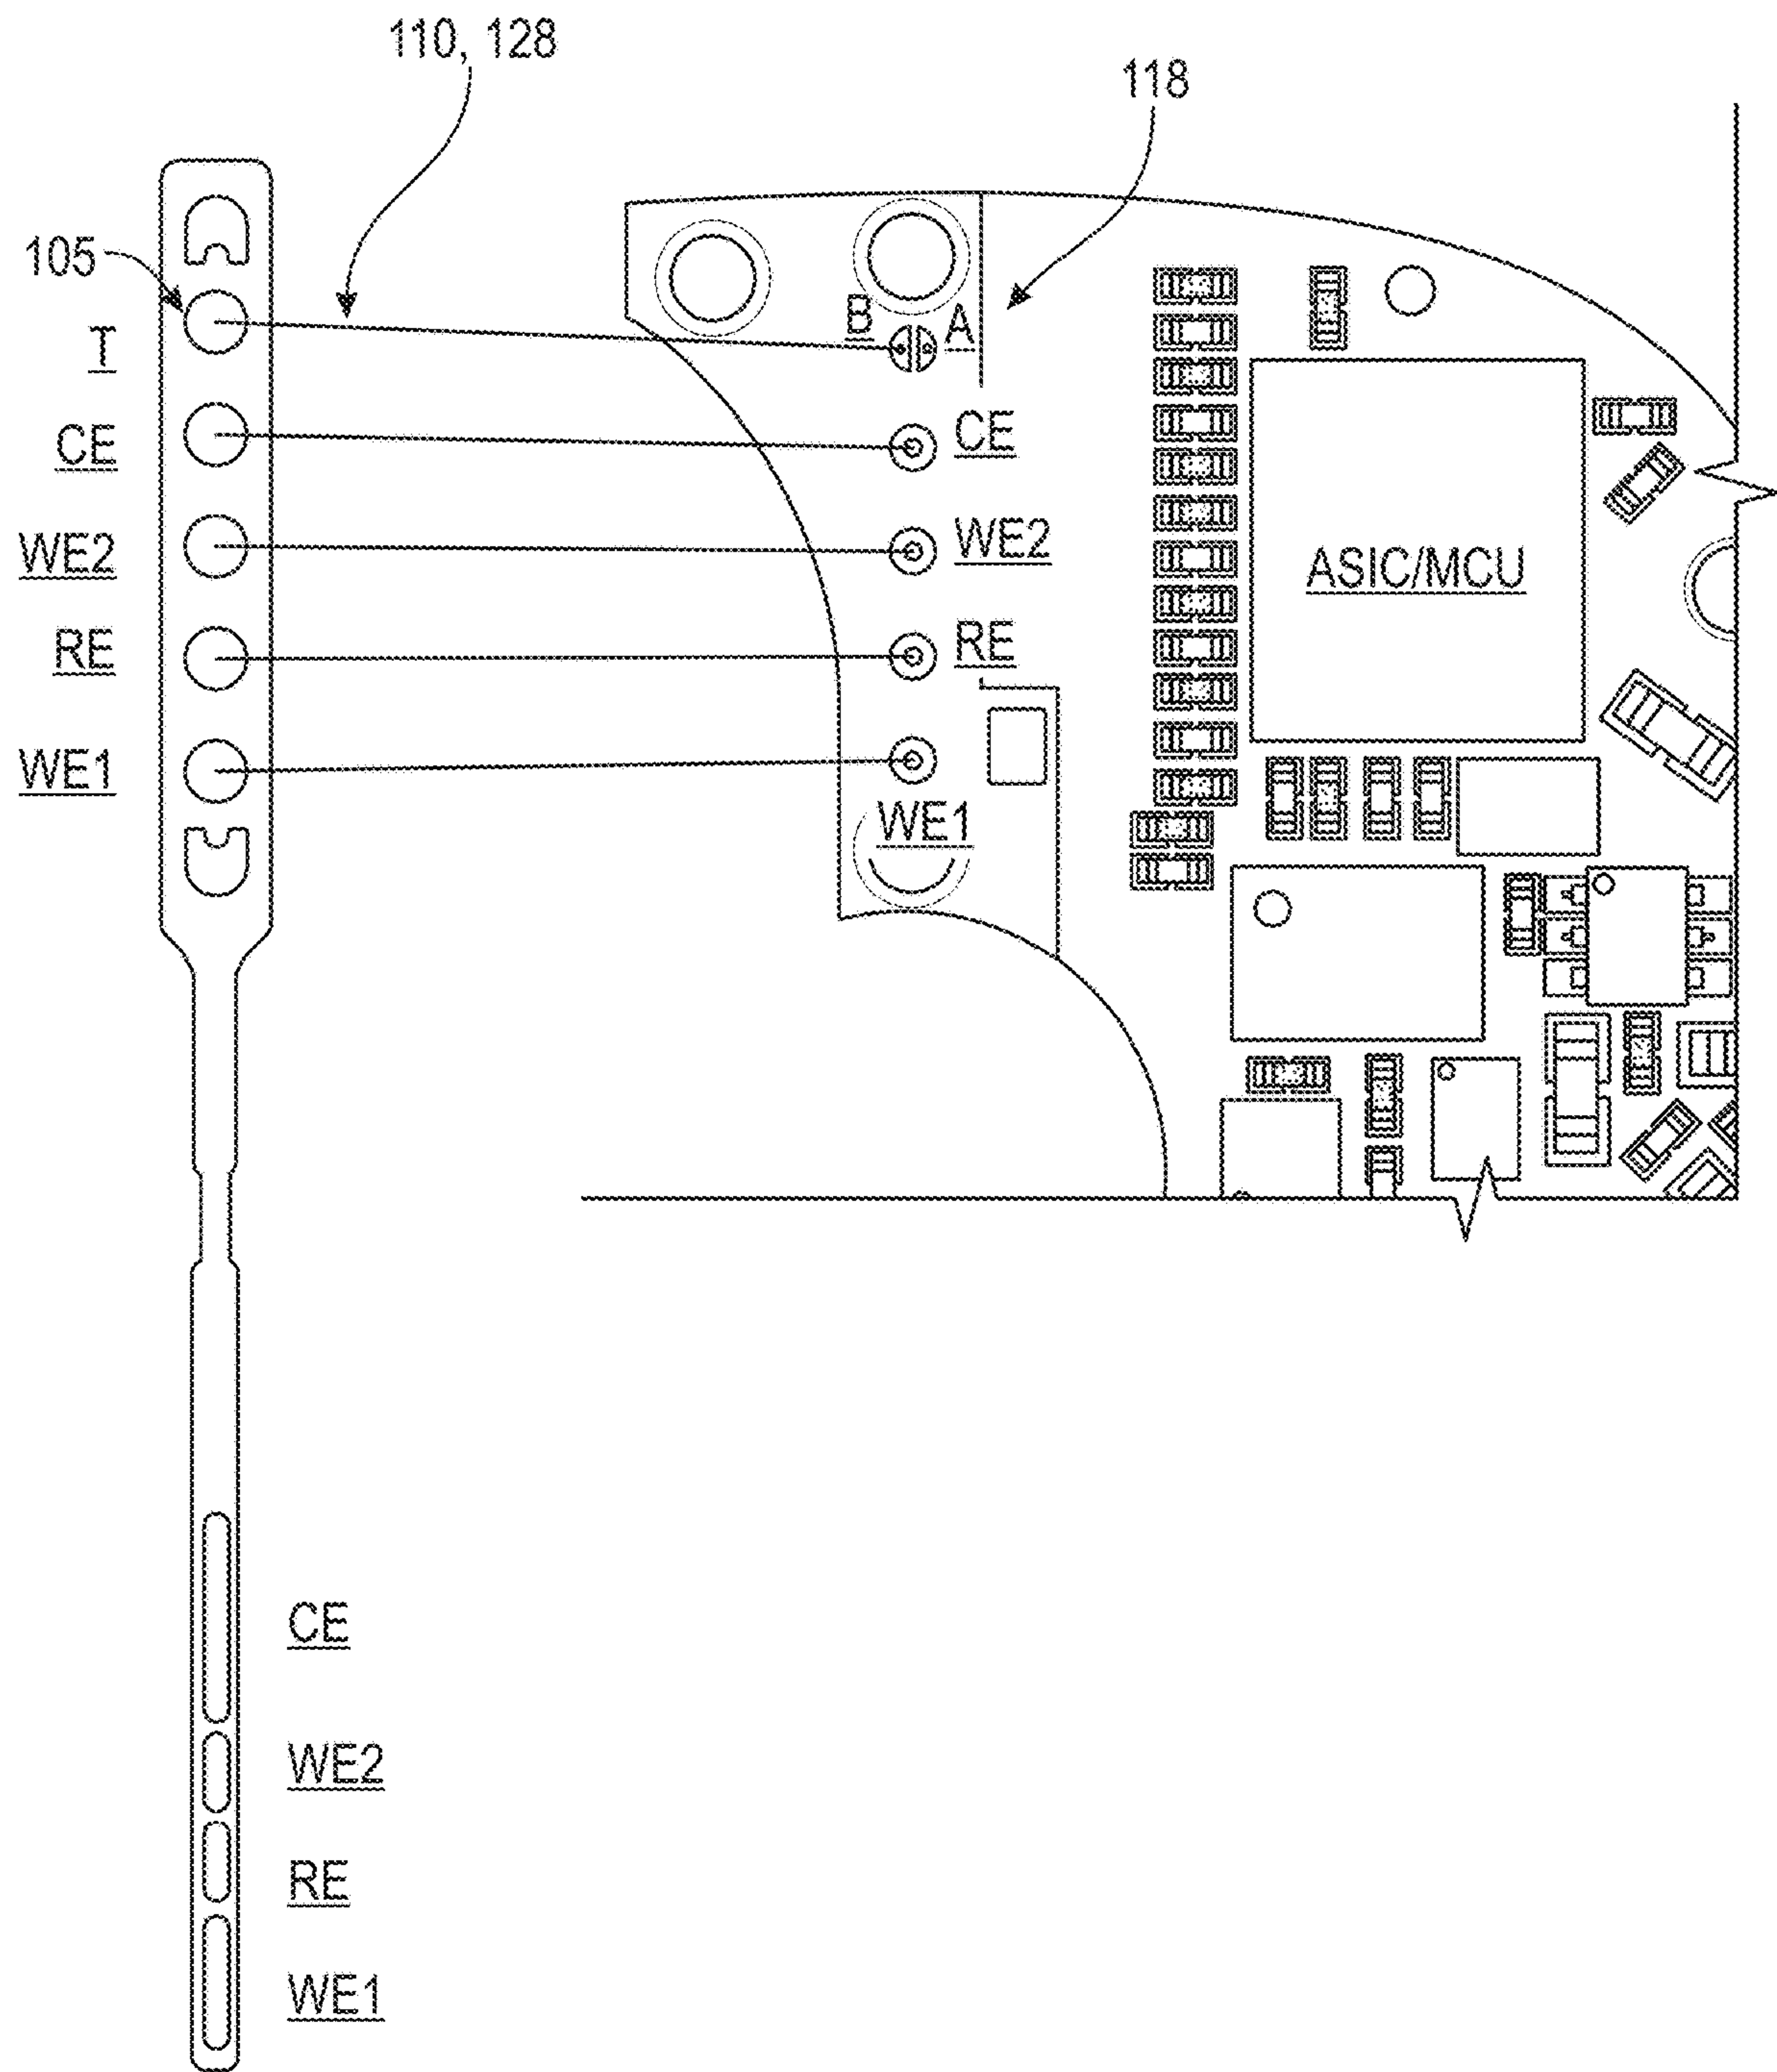 110, 128
118
105
B A
T
CE CE
WE2 WE2
ASIC/MCU
RE RE
WE1
WE1
CE
WE2
RE
WE1